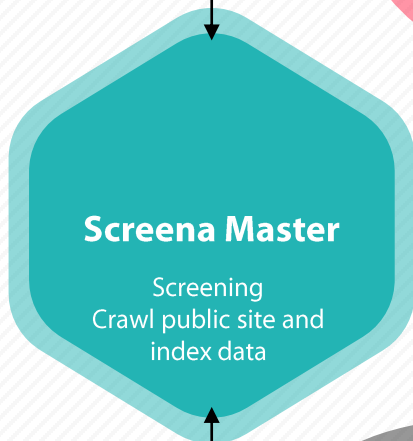 Screena Master
Screening
Crawl public site and
index data